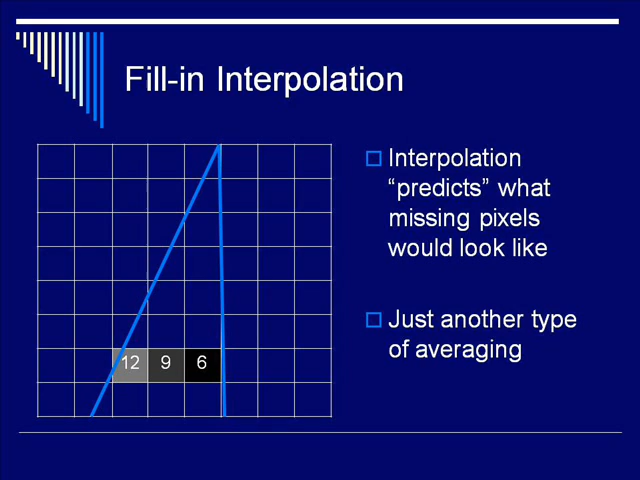 Fill-in Interpolation
Interpolation
“predicts” what
missing pixels
would look like
Just another type
of averaging
12 9 6